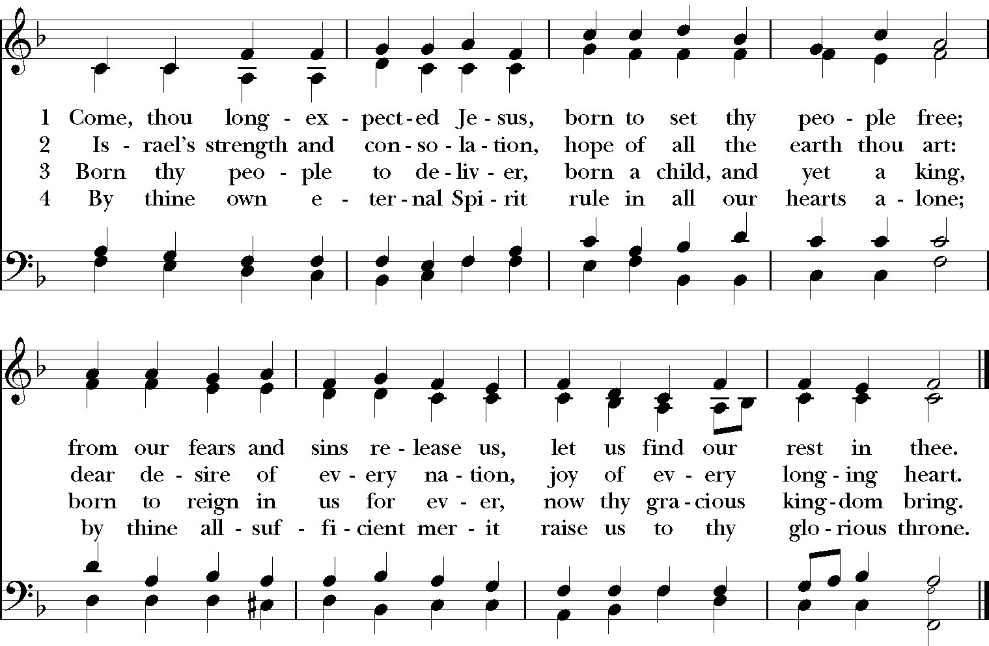 1 Come, thou long - ex - pect - ed Je - sus, born to set thy peo - ple free;
2 Is - rael's strength and con - so - la - tion, hope of all the earth thou art:
3 Born thy peo - ple to de - liv - er, born a child, and yet a king,
4 By thine own e - ter - nal Spi - rit rule in all our hearts a - lone;
from our fears and sins re - lease us, let us find our rest in thee.
dear de - sire of ev - ery na - tion, joy of ev - ery long - ing heart.
born to reign in us for ev - er, now thy gra - cious king - dom bring.
by thine all - suf - fi - cient mer - it raise us to thy glo - rious throne.